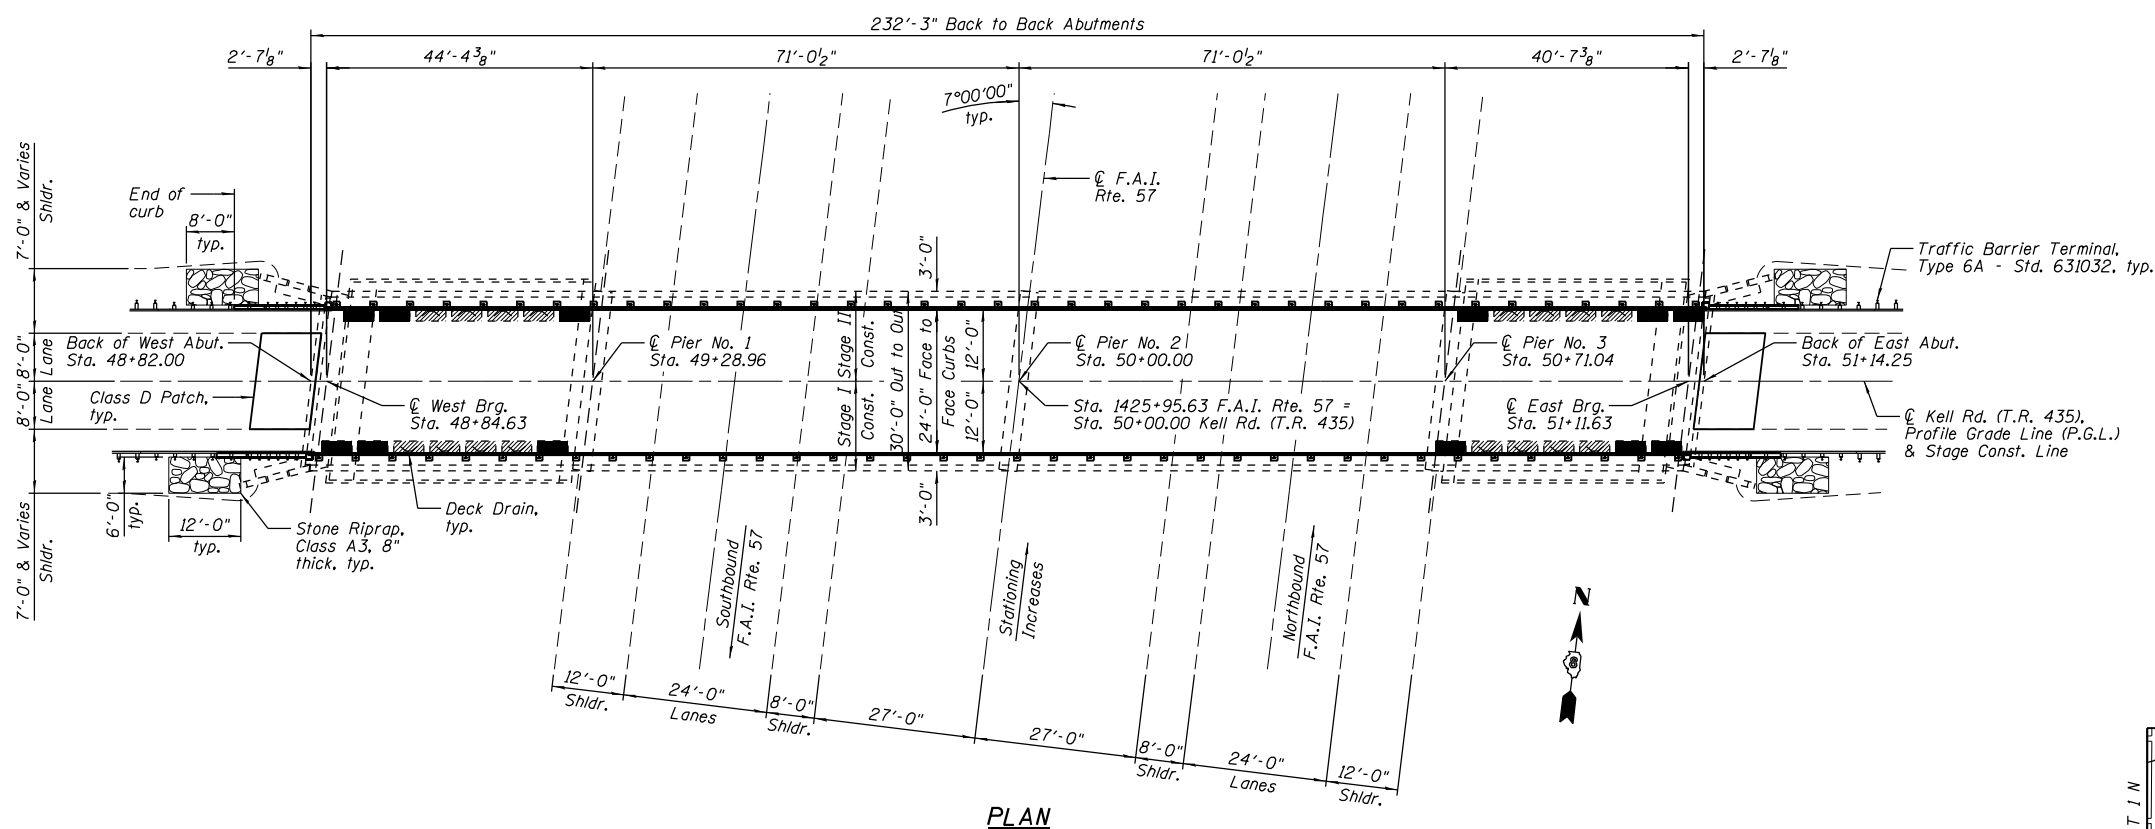 232'-3" Back to Back Abutments
2'-7⅛"
44'-4⅜"
71'-0½"
71'-0½"
40'-7⅜"
2'-7⅛"
7°00'00"
typ.
℄ F.A.I.
Rte. 57
7'-0" & Varies
Shldr.
End of
curb
8'-0"
typ.
3'-0"
Traffic Barrier Terminal,
Type 6A - Std. 631032, typ.
8'-0"
Lane
8'-0"
Lane
Back of West Abut.
Sta. 48+82.00
Class D Patch,
typ.
℄ West Brg.
Sta. 48+84.63
℄ Pier No. 1
Sta. 49+28.96
Stage II
Const.
Stage I
Const.
30'-0" Out to Out
24'-0" Face to
Face Curbs
12'-0"
12'-0"
℄ Pier No. 2
Sta. 50+00.00
Sta. 1425+95.63 F.A.I. Rte. 57 =
Sta. 50+00.00 Kell Rd. (T.R. 435)
℄ Pier No. 3
Sta. 50+71.04
℄ East Brg.
Sta. 51+11.63
Back of East Abut.
Sta. 51+14.25
℄ Kell Rd. (T.R. 435),
Profile Grade Line (P.G.L.)
& Stage Const. Line
7'-0" & Varies
Shldr.
6'-0"
typ.
12'-0"
typ.
Stone Riprap,
Class A3, 8"
thick, typ.
Deck Drain,
typ.
3'-0"
Southbound
F.A.I. Rte. 57
Stationing
Increases
Northbound
F.A.I. Rte. 57
N
12'-0"
Shldr.
24'-0"
Lanes
8'-0"
Shldr.
27'-0"
27'-0"
8'-0"
Shldr.
24'-0"
Lanes
12'-0"
Shldr.
PLAN